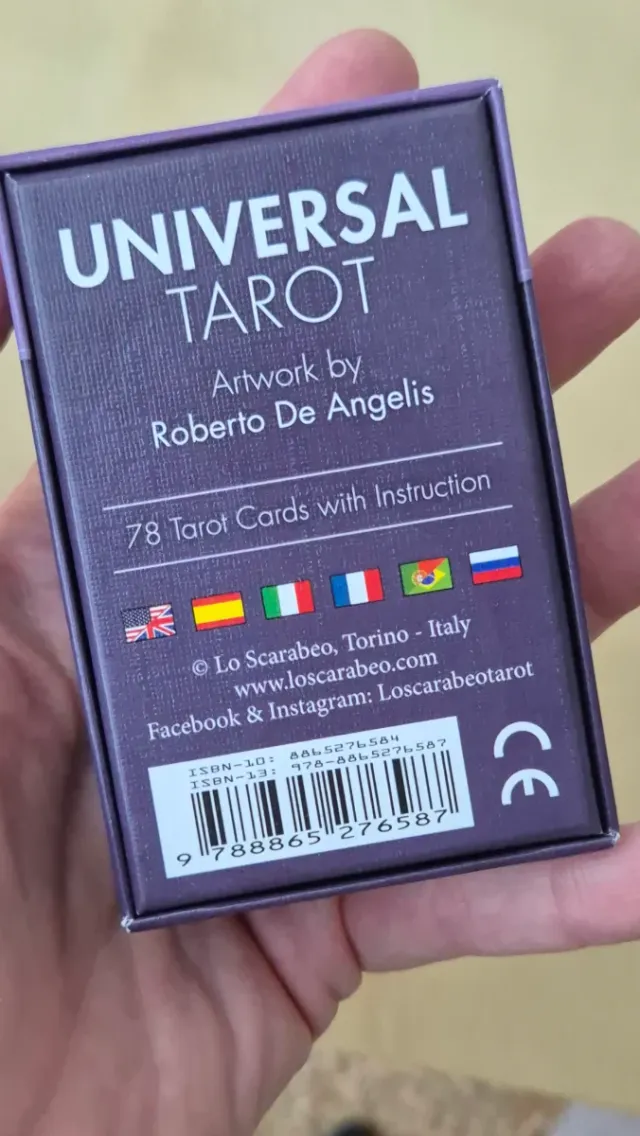 UNIVERSAL
TAROT
Artwork by
Roberto De Angelis
78 Tarot Cards with Instruction
© Lo Scarabeo, Torino - Italy
www.loscarabeo.com
Facebook & Instagram: Loscarabeotarot
ISBN-10: 8865276584
ISBN-13: 978-8865276587
9 788865 276587
CE